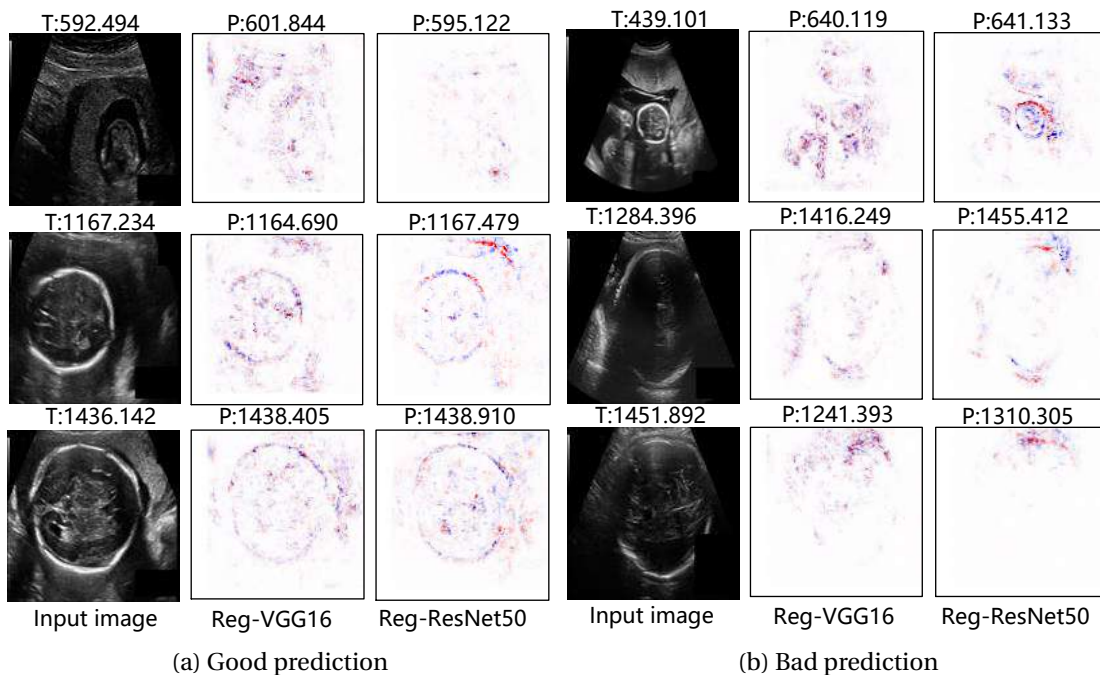 T:592.494 P:601.844 P:595.122 T:439.101 P:640.119 P:641.133
T:1167.234 P:1164.690 P:1167.479 T:1284.396 P:1416.249 P:1455.412
T:1436.142 P:1438.405 P:1438.910 T:1451.892 P:1241.393 P:1310.305
Input image Reg-VGG16 Reg-ResNet50 Input image Reg-VGG16 Reg-ResNet50
(a) Good prediction (b) Bad prediction